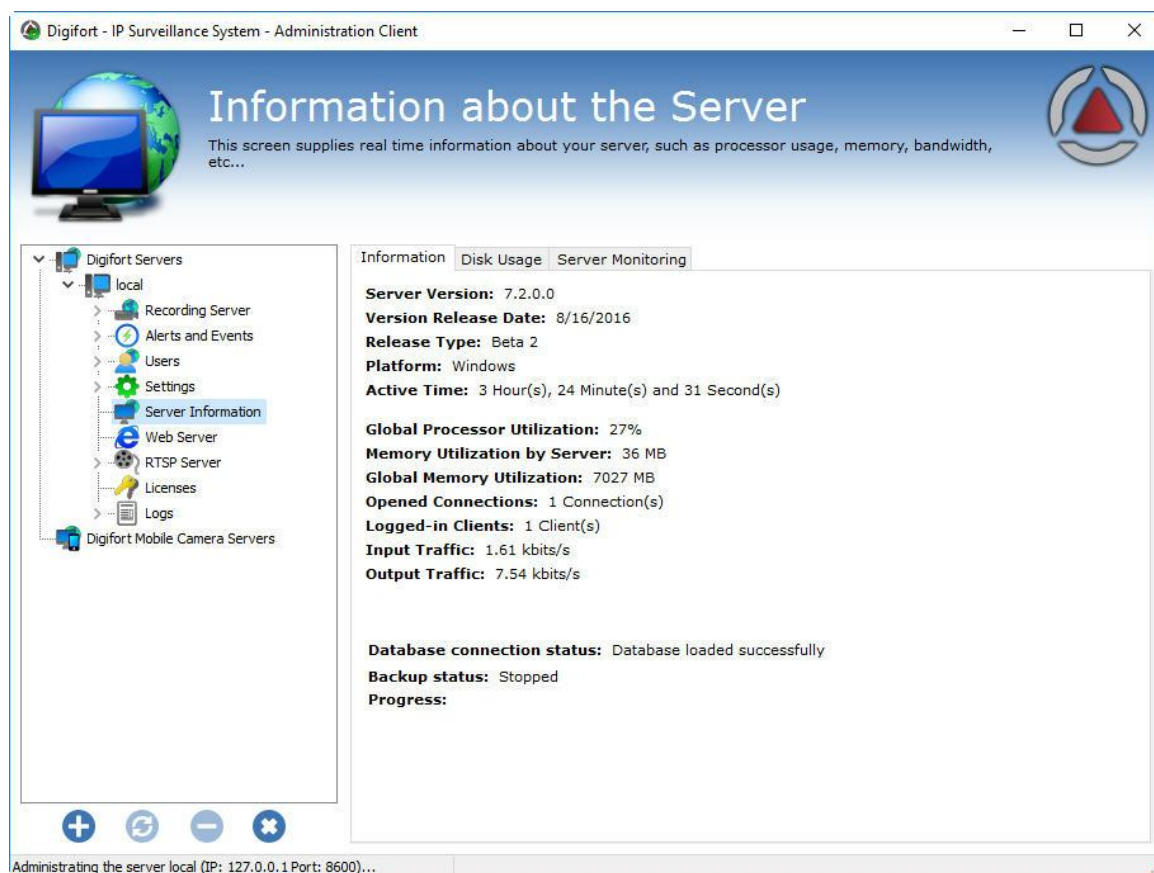 Digifort - IP Surveillance System - Administration Client
Information about the Server
This screen supplies real time information about your server, such as processor usage, memory, bandwidth,
etc...
Digifort Servers
local
Recording Server
Alerts and Events
Users
Settings
Server Information
Web Server
RTSP Server
Licenses
Logs
Digifort Mobile Camera Servers
Information Disk Usage Server Monitoring
Server Version: 7.2.0.0
Version Release Date: 8/16/2016
Release Type: Beta 2
Platform: Windows
Active Time: 3 Hour(s), 24 Minute(s) and 31 Second(s)
Global Processor Utilization: 27%
Memory Utilization by Server: 36 MB
Global Memory Utilization: 7027 MB
Opened Connections: 1 Connection(s)
Logged-in Clients: 1 Client(s)
Input Traffic: 1.61 kbits/s
Output Traffic: 7.54 kbits/s
Database connection status: Database loaded successfully
Backup status: Stopped
Progress:
Administrating the server local (IP: 127.0.0.1 Port: 8600)...